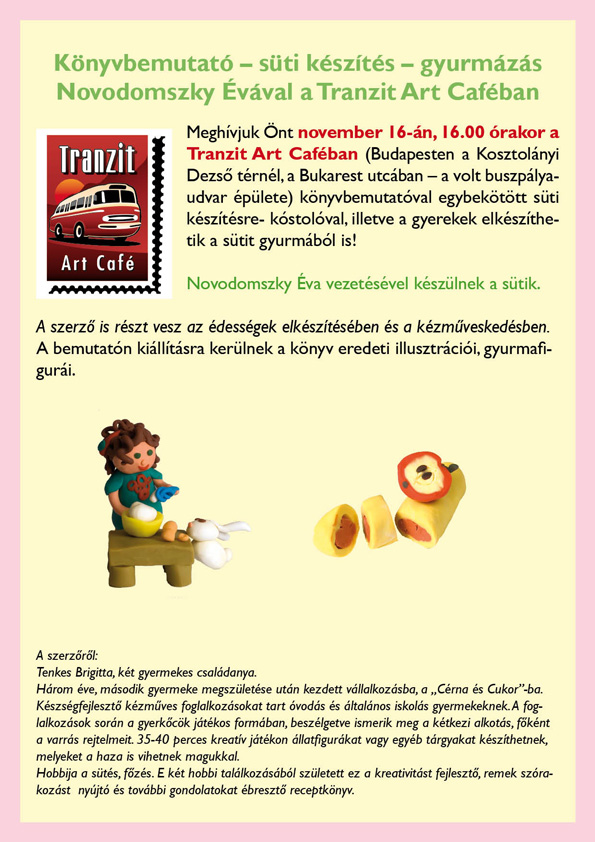 Könyvbemutató – süti készítés – gyurmázás
Novodomszky Évával a Tranzit Art Caféban
Tranzit
Art Café
Meghívjuk Önt november 16-án, 16.00 órakor a
Tranzit Art Caféban (Budapesten a Kosztolányi
Dezső térnél, a Bukarest utcában – a volt buszpálya-
udvar épülete) könyvbemutatóval egybekötött süti
készítésre- kóstolóval, illetve a gyerekek elkészíthe-
tik a sütit gyurmából is!
Novodomszky Éva vezetésével készülnek a sütik.
A szerző is részt vesz az édességek elkészítésében és a kézműveskedésben.
A bemutatón kiállításra kerülnek a könyv eredeti illusztrációi, gyurmafi-
gurái.
A szerzőről:
Tenkes Brigitta, két gyermekes családanya.
Három éve, második gyermeke megszületése után kezdett vállalkozásba, a „Cérna és Cukor”-ba.
Készségfejlesztő kézműves foglalkozásokat tart óvodás és általános iskolás gyermekeknek. A fog-
lalkozások során a gyerkőcök játékos formában, beszélgetve ismerik meg a kétkezi alkotás, főként
a varrás rejtelmeit. 35-40 perces kreatív játékon állatfigurákat vagy egyéb tárgyakat készíthetnek,
melyeket a haza is vihetnek magukkal.
Hobbija a sütés, főzés. E két hobbi találkozásából született ez a kreativitást fejlesztő, remek szóra-
kozást nyújtó és további gondolatokat ébresztő receptkönyv.